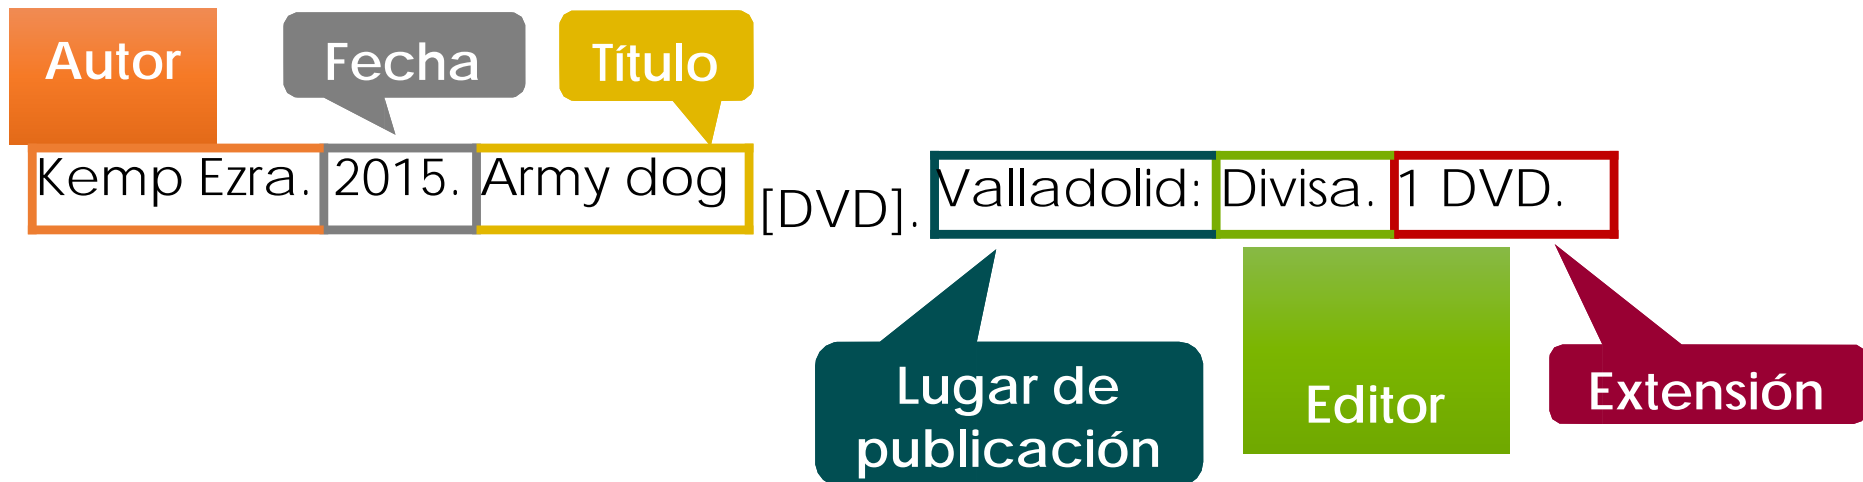 Autor Fecha Título
Kemp Ezra. 2015. Army dog [DVD]. Valladolid: Divisa. 1 DVD.
Lugar de
publicación
Editor
Extensión